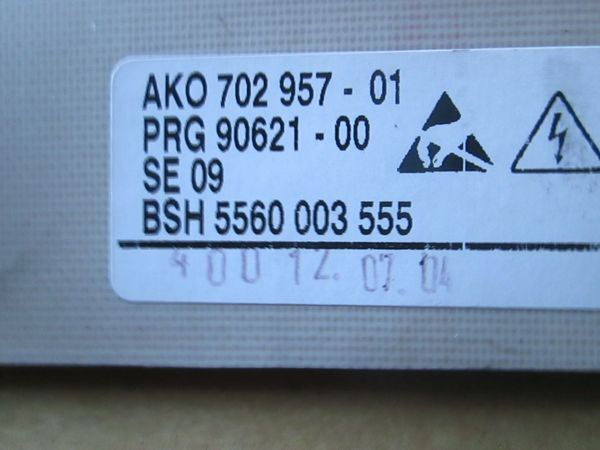 AKO 702 957 - 01
PRG 90621 - 00
SE 09
BSH 5560 003 555
400 12. 07. 04